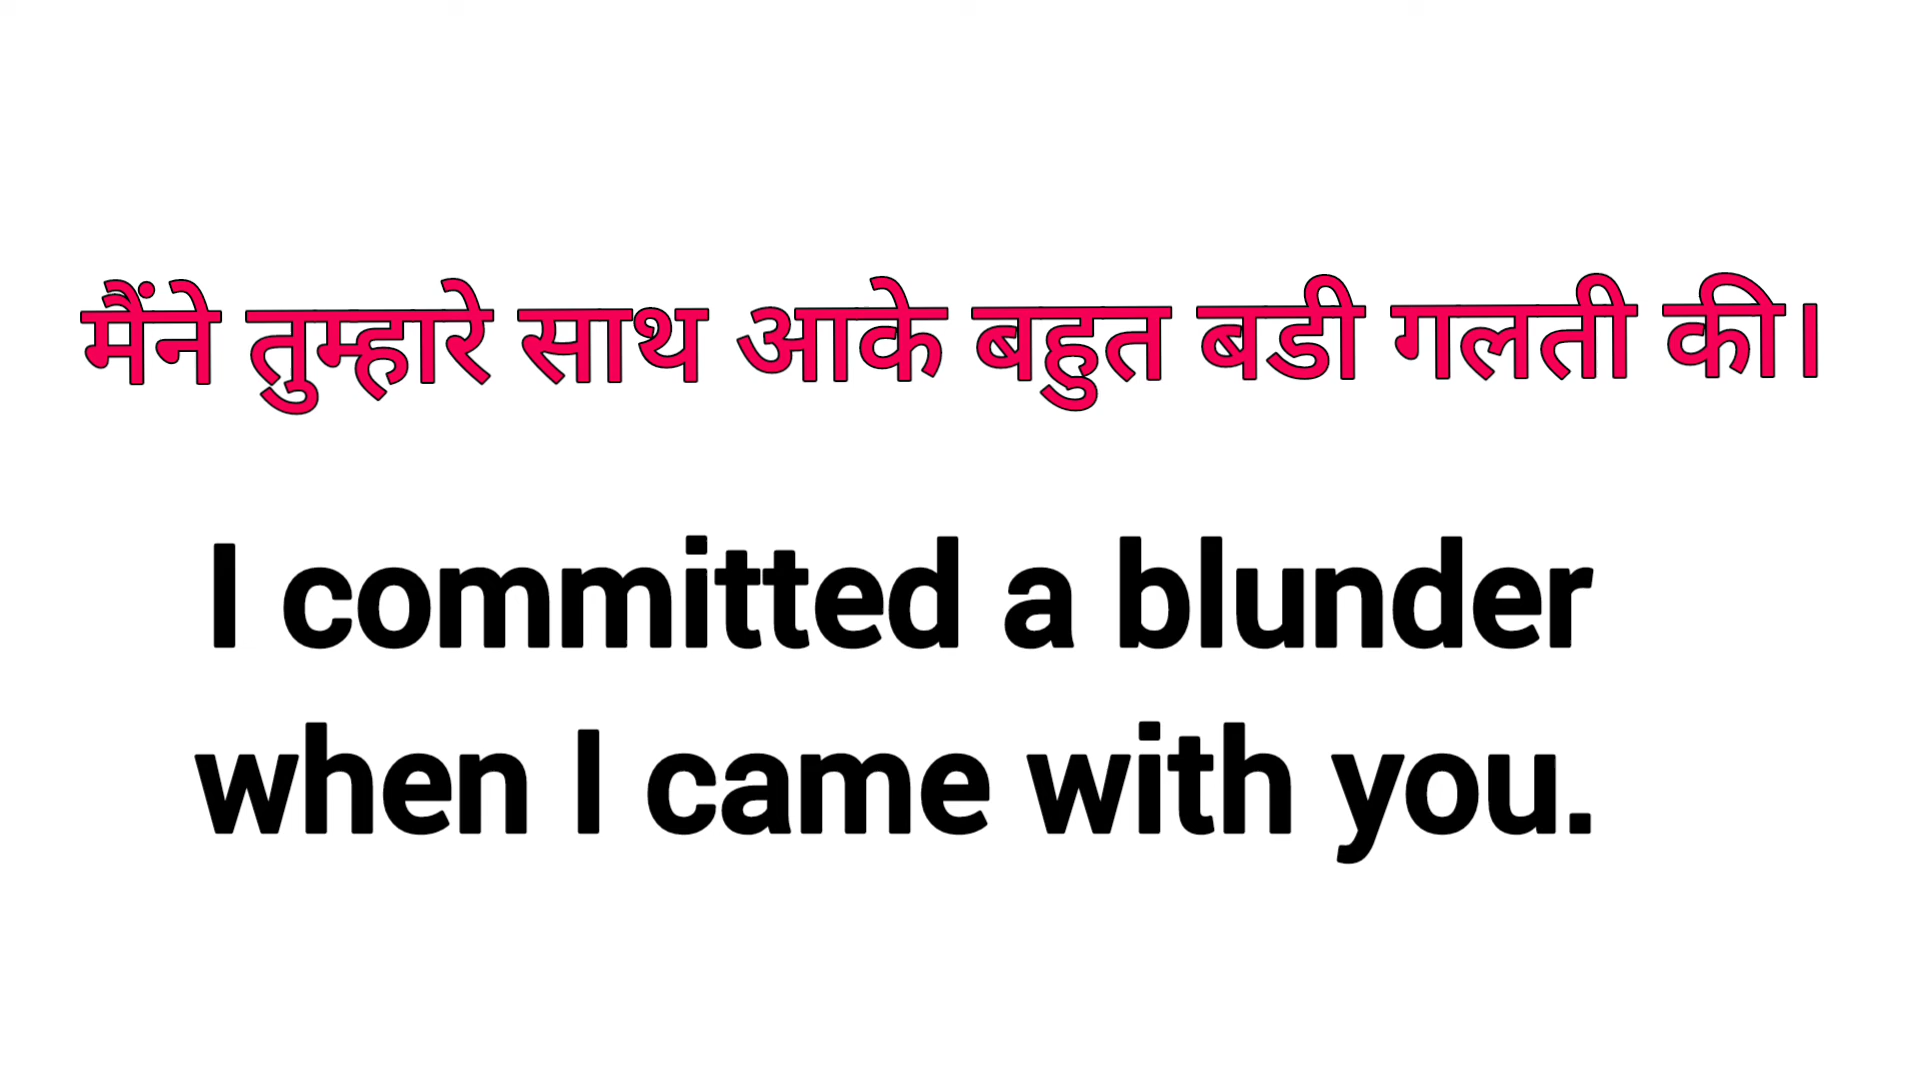 मैंने तुम्हारे साथ आके बहुत बडी गलती की।
I committed a blunder
when I came with you.